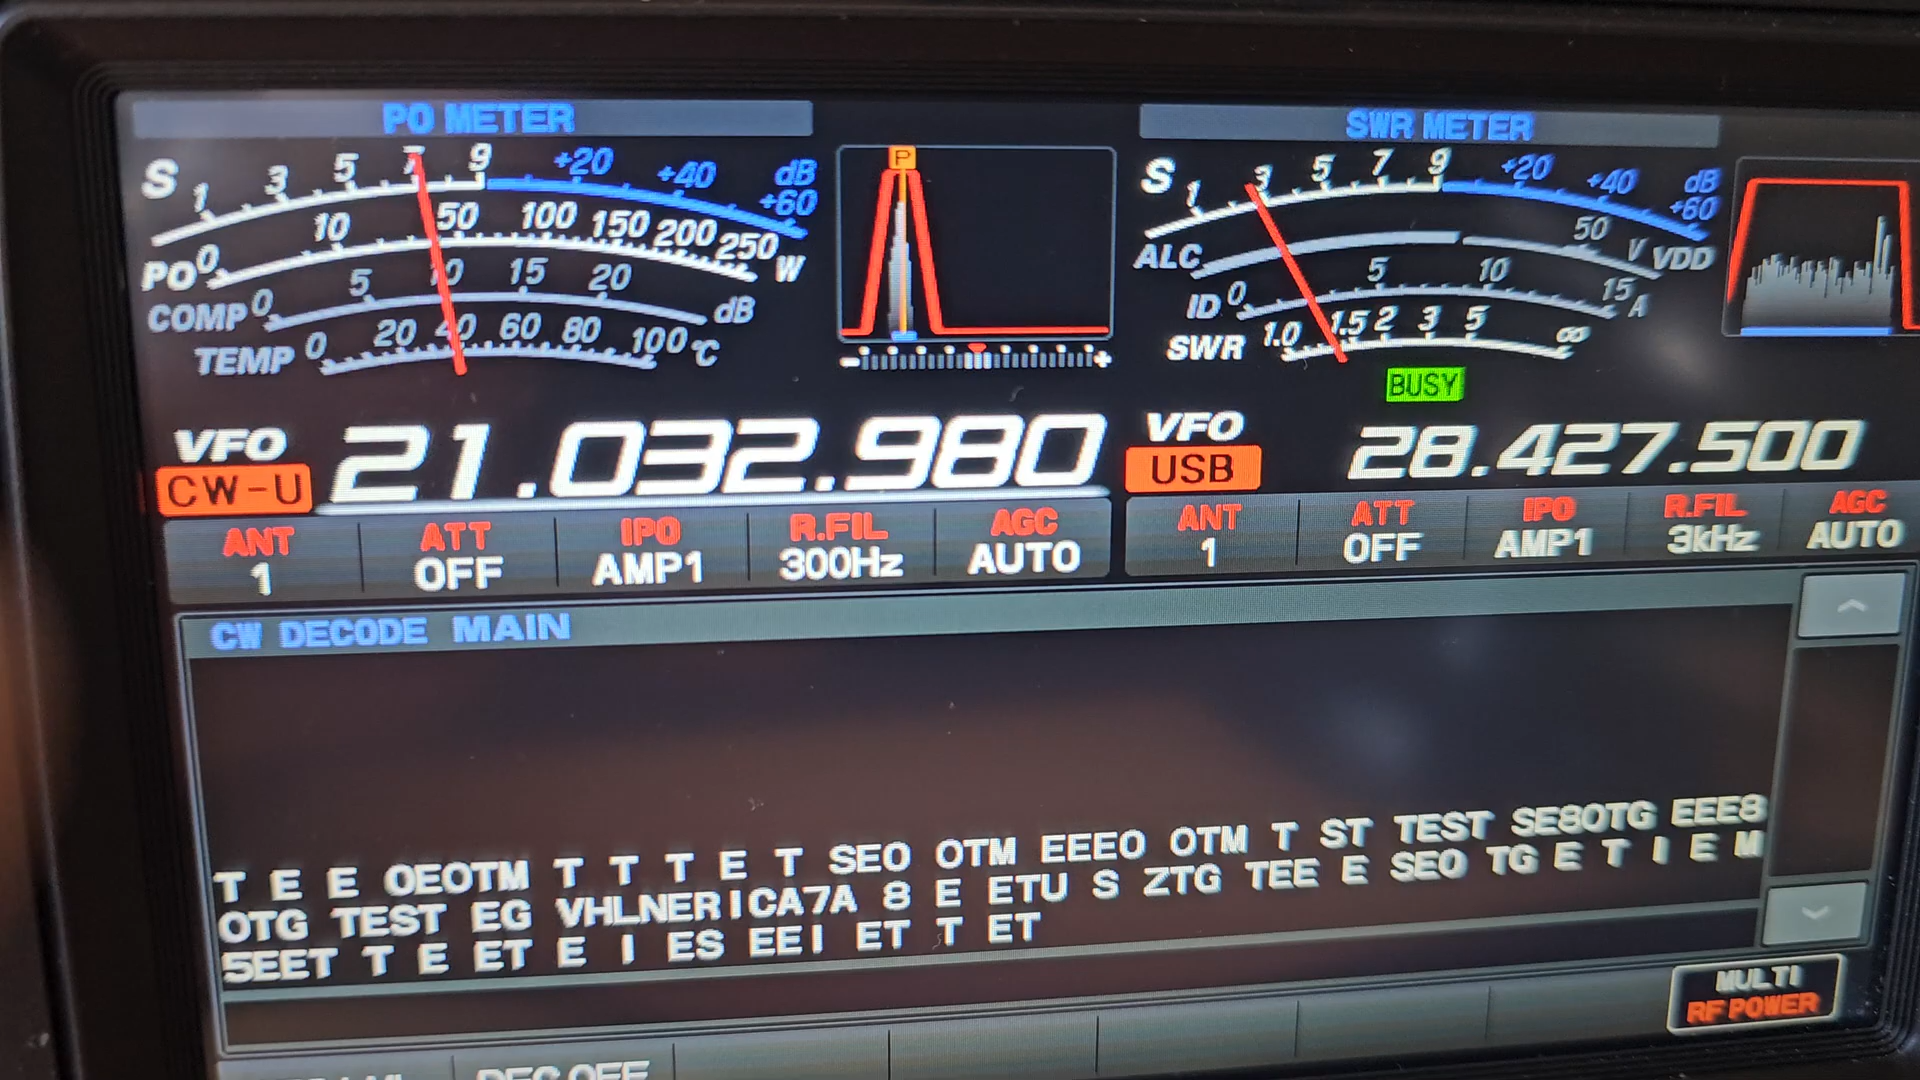 PO METER
S 1 3 5 7 9 +20 +40 +60 dB
PO 0 10 50 100 150 200 250 W
COMP 0 5 10 15 20 dB
TEMP 0 20 40 60 80 100 °C
P
- +
SWR METER
S 1 3 5 7 9 +20 +40 +60 dB
ALC 50 V VDD
ID 0 5 10 15 A
SWR 1.0 1.5 2 3 5 ∞
BUSY
VFO
CW-U
21.032.980
VFO
USB
28.427.500
ANT ATT IPO R.FIL AGC
1 OFF AMP1 300Hz AUTO
ANT ATT IPO R.FIL AGC
1 OFF AMP1 3kHz AUTO
CW DECODE MAIN
T E E OEOTM T T T E T SEO OTM EEEO OTM T ST TEST SE8OTG EEE8
OTG TEST EG VHLNERICA7A 8 E ETU S ZTG TEE E SEO TG E T I E M
5EET T E ET E I ES EEI ET T ET
MULTI
RF POWER
DEC OFF